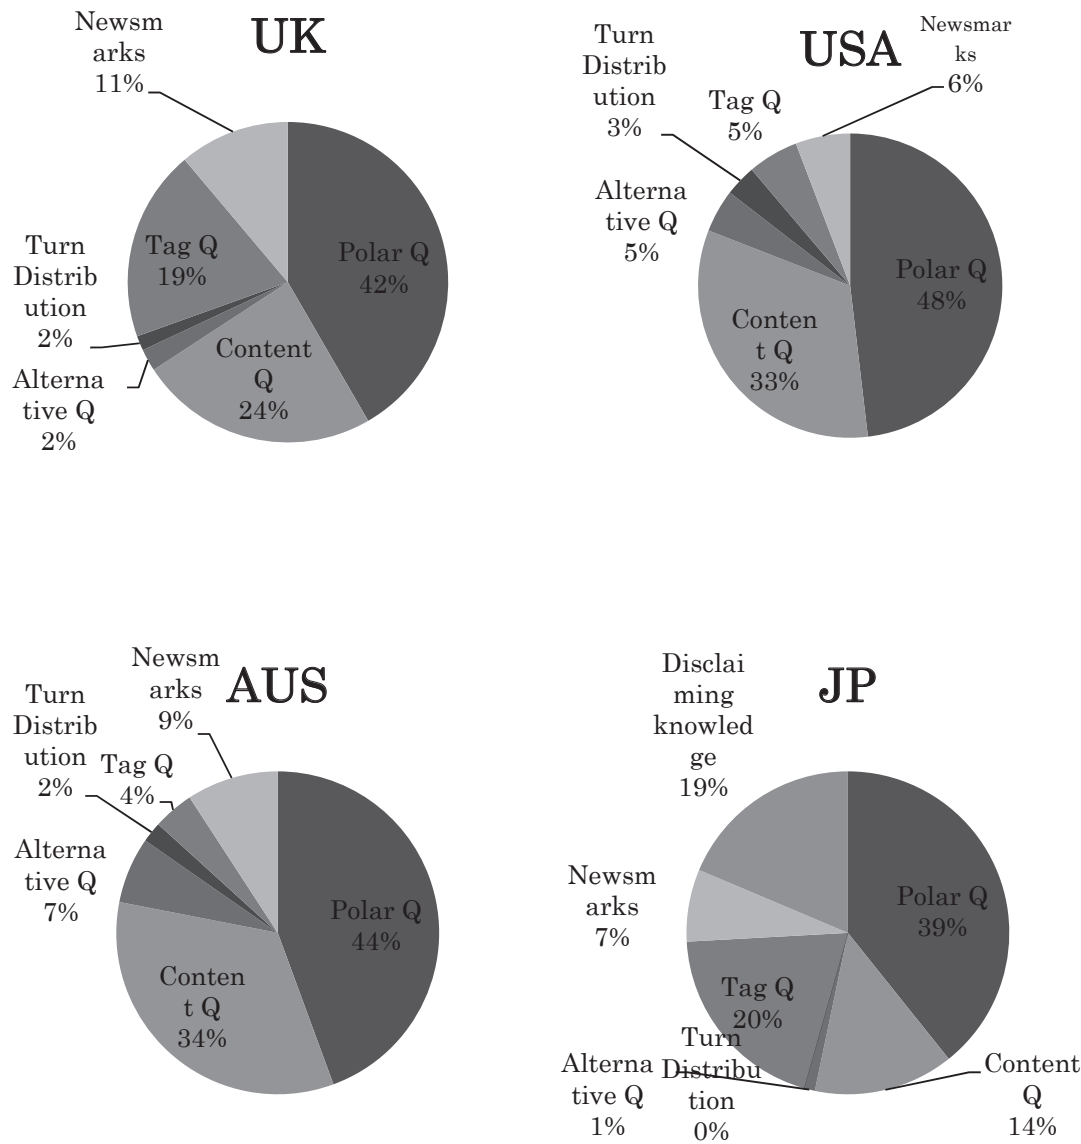 UK
Newsm
arks
11%
Polar Q
42%
Content
Q
24%
Alterna
tive Q
2%
Turn
Distrib
ution
2%
Tag Q
19%
USA
Newsmar
ks
6%
Polar Q
48%
Conten
t Q
33%
Alterna
tive Q
5%
Turn
Distrib
ution
3%
Tag Q
5%
AUS
Newsm
arks
9%
Polar Q
44%
Conten
t Q
34%
Alterna
tive Q
7%
Turn
Distrib
ution
2%
Tag Q
4%
JP
Disclai
ming
knowled
ge
19%
Polar Q
39%
Content
Q
14%
Alterna
tive Q
1%
Turn
Distribu
tion
0%
Tag Q
20%
Newsm
arks
7%